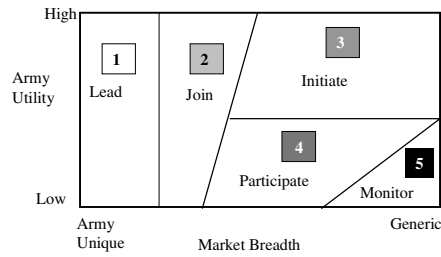 High
Army
Utility
Low
1
Lead
2
Join
3
Initiate
4
Participate
5
Monitor
Army
Unique
Market Breadth
Generic